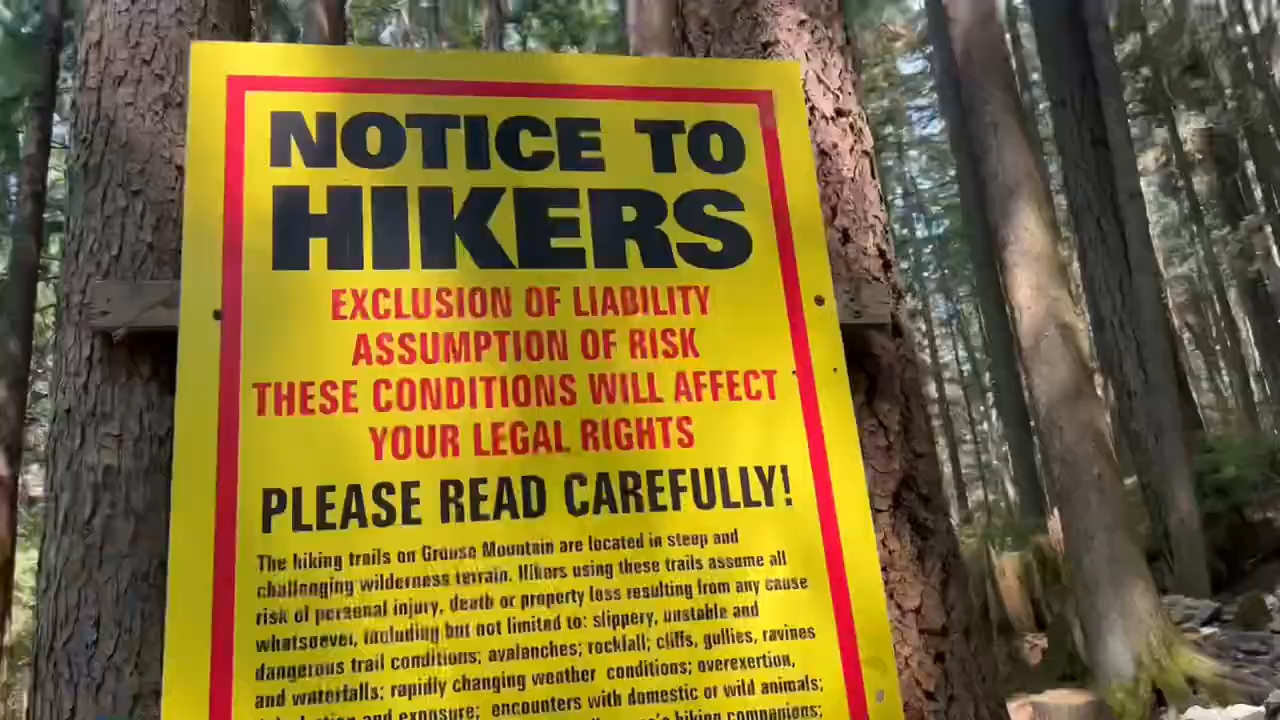 NOTICE TO
HIKERS
EXCLUSION OF LIABILITY
ASSUMPTION OF RISK
THESE CONDITIONS WILL AFFECT
YOUR LEGAL RIGHTS
PLEASE READ CAREFULLY!
The hiking trails on Grouse Mountain are located in steep and
challenging wilderness terrain. Hikers using these trails assume all
risk of personal injury, death or property loss resulting from any cause
whatsoever, including but not limited to: slippery, unstable and
dangerous trail conditions; avalanches; rockfall; cliffs, gullies, ravines
and waterfalls; rapidly changing weather conditions; overexertion,
and exposure; encounters with domestic or wild animals;
hiking companions;